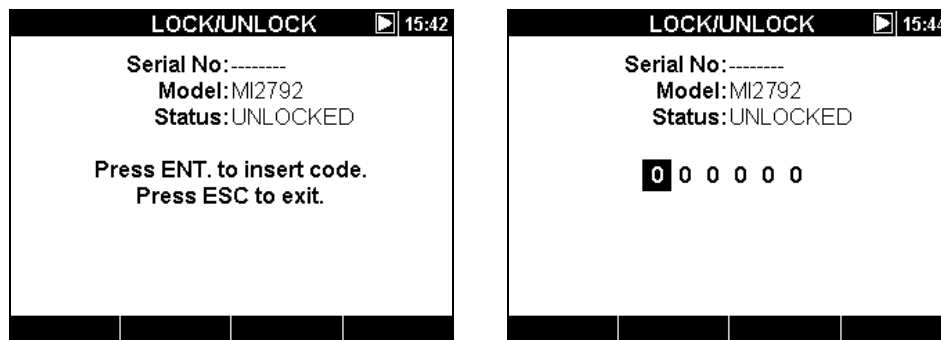 LOCK/UNLOCK 15:42
Serial No:--------
Model:MI2792
Status:UNLOCKED
Press ENT. to insert code.
Press ESC to exit.
LOCK/UNLOCK 15:44
Serial No:--------
Model:MI2792
Status:UNLOCKED
0 0 0 0 0 0